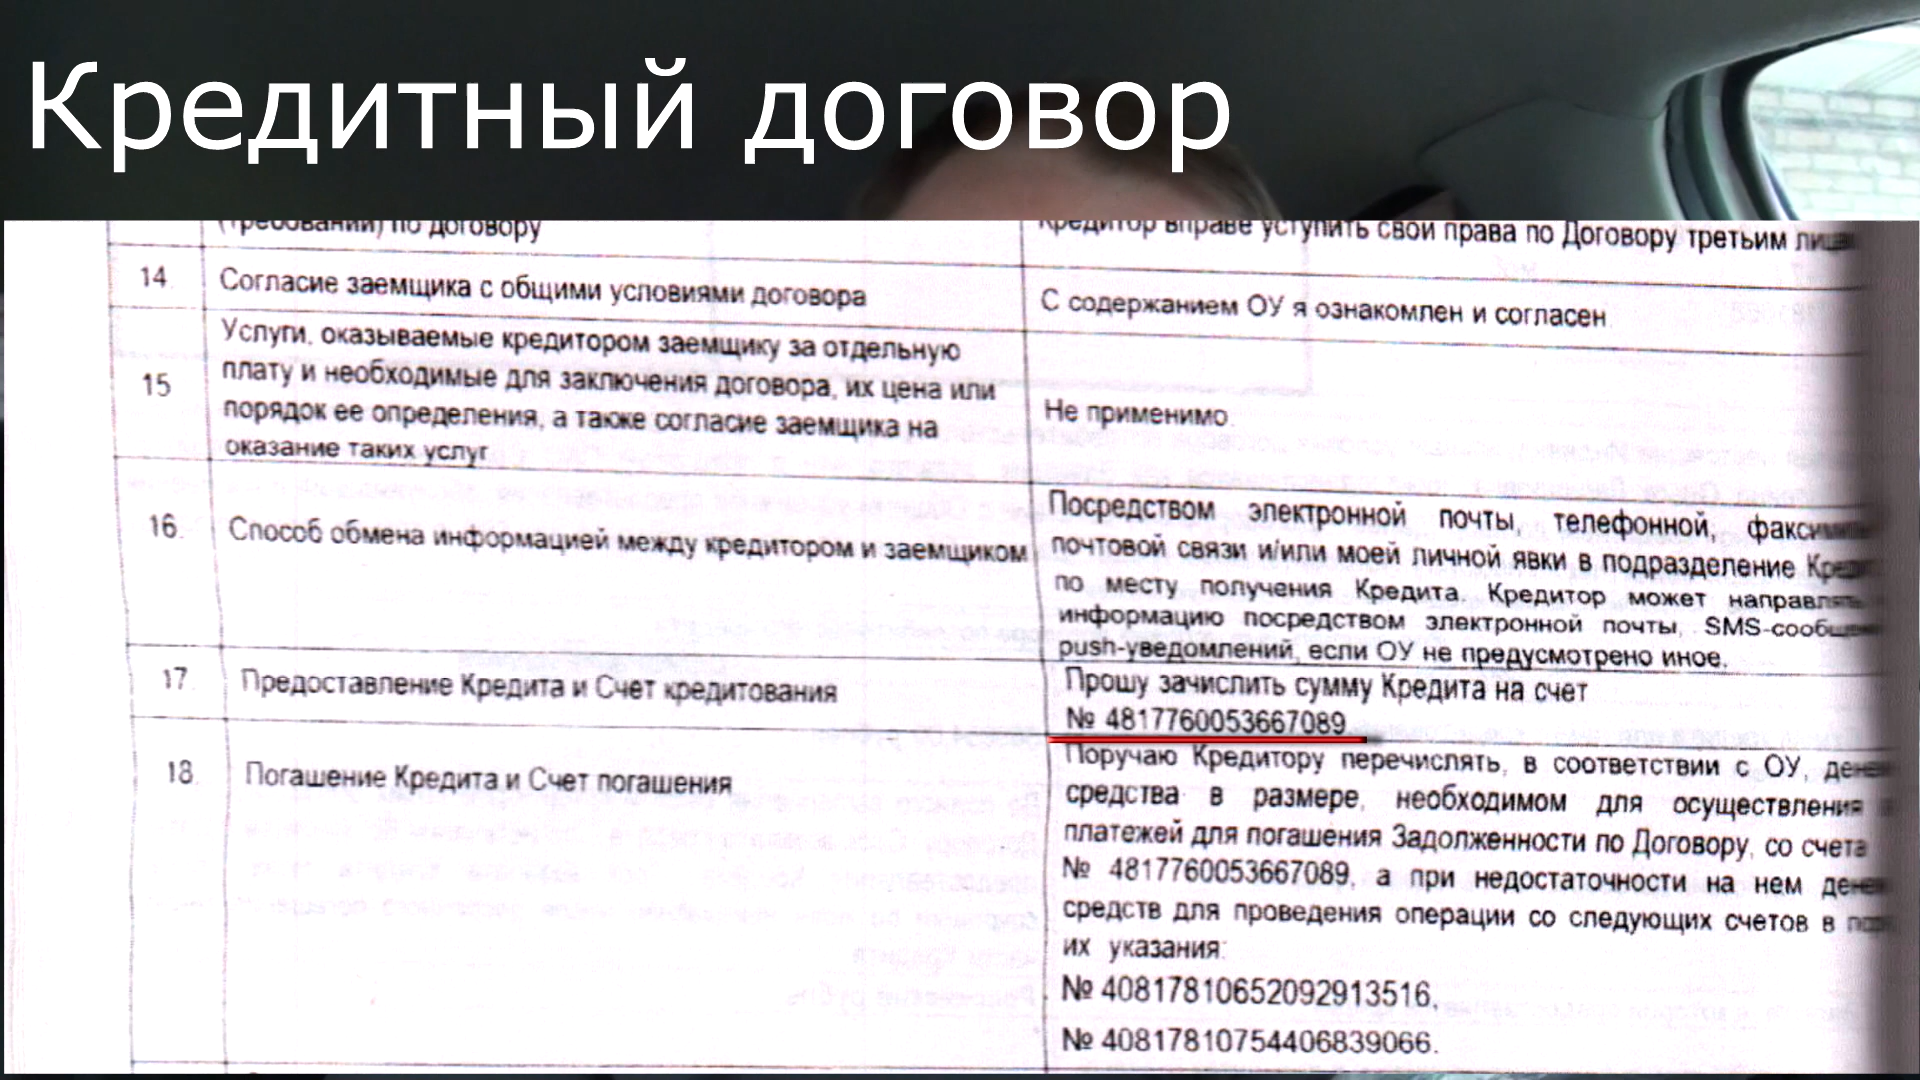 Кредитный договор
(требований) по договору
Кредитор вправе уступить свои права по Договору третьим
14.
Согласие заемщика с общими условиями договора
С содержанием ОУ я ознакомлен и согласен.
15
Услуги, оказываемые кредитором заемщику за отдельную
плату и необходимые для заключения договора, их цена или
порядок ее определения, а также согласие заемщика на
оказание таких услуг
Не применимо.
16.
Способ обмена информацией между кредитором и заемщиком
Посредством электронной почты, телефонной,
почтовой связи и/или моей личной явки в подразделение
по месту получения Кредита. Кредитор может направлять
информацию посредством электронной почты, SMS-сообщений
push-уведомлений, если ОУ не предусмотрено иное.
17.
Предоставление Кредита и Счет кредитования
Прошу зачислить сумму Кредита на счет
№ 4817760053667089
18.
Погашение Кредита и Счет погашения
Поручаю Кредитору перечислять, в соответствии с ОУ,
средства в размере, необходимом для осуществления
платежей для погашения Задолженности по Договору, со счета
№ 4817760053667089, а при недостаточности на нем
средств для проведения операции со следующих счетов в
их указания:
№ 40817810652092913516,
№ 40817810754406839066.